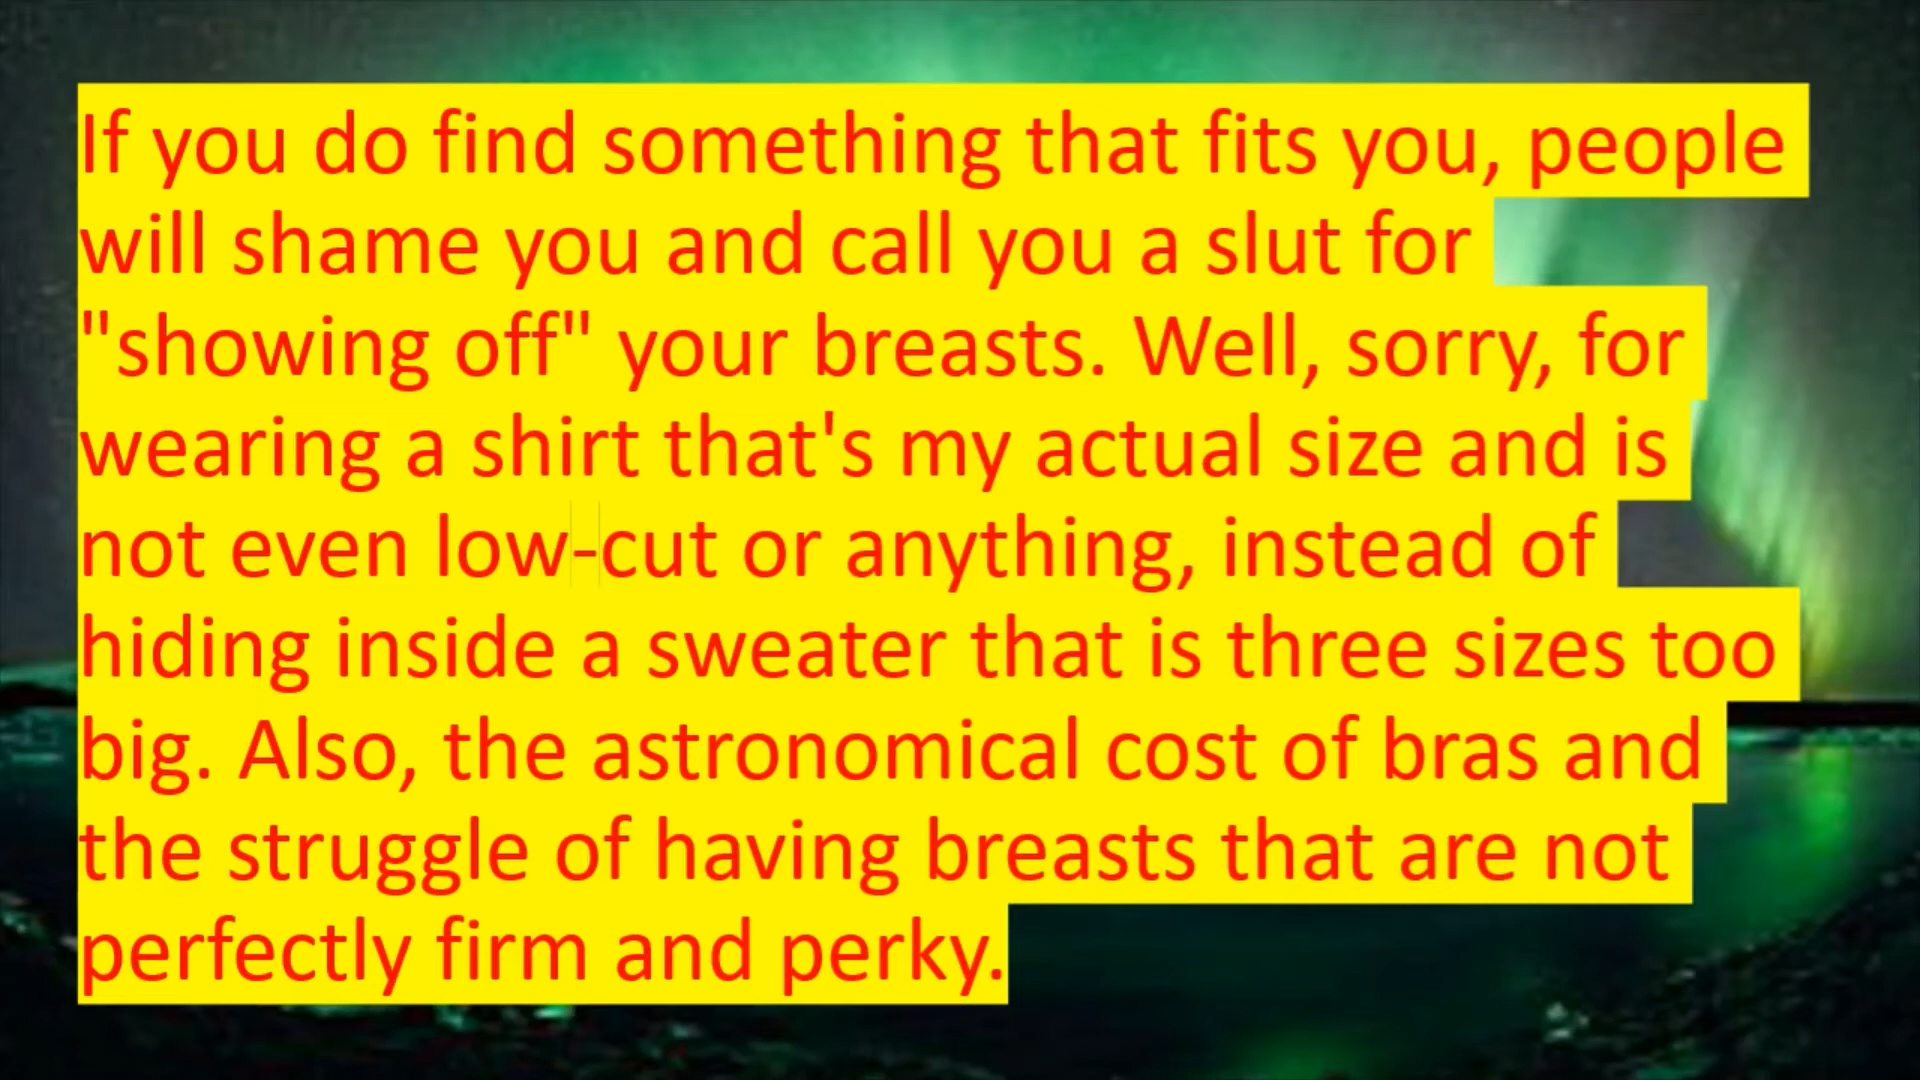 If you do find something that fits you, people
will shame you and call you a slut for
"showing off" your breasts. Well, sorry, for
wearing a shirt that's my actual size and is
not even low-cut or anything, instead of
hiding inside a sweater that is three sizes too
big. Also, the astronomical cost of bras and
the struggle of having breasts that are not
perfectly firm and perky.